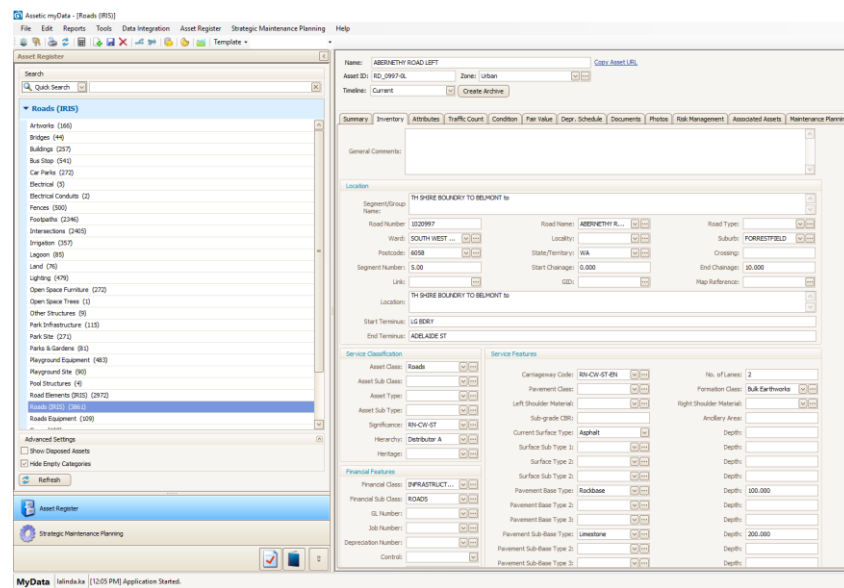 Assetic myData - [Roads (IRIS)]
File Edit Reports Tools Data Integration Asset Register Strategic Maintenance Planning Help
Template
Asset Register
Search
Quick Search
Roads (IRIS)
Artworks (166)
Bridges (44)
Buildings (257)
Bus Stop (541)
Car Parks (272)
Electrical (5)
Electrical Conduits (2)
Fences (500)
Footpaths (2346)
Intersections (2405)
Irrigation (357)
Lagoon (85)
Land (76)
Lighting (479)
Open Space Furniture (272)
Open Space Trees (1)
Other Structures (9)
Park Infrastructure (115)
Park Site (271)
Parks & Gardens (81)
Playground Equipment (483)
Playground Site (90)
Pool Structures (4)
Road Elements (IRIS) (2972)
Roads (IRIS) (3861)
Roads Equipment (109)
Advanced Settings
Show Disposed Assets
Hide Empty Categories
Refresh
Asset Register
Strategic Maintenance Planning
MyData lalinda.ka [12:05 PM] Application Started.
Name: ABERNETHY ROAD LEFT Copy Asset URL
Asset ID: RD_0997-0L Zone: Urban
Timeline: Current Create Archive
Summary Inventory Attributes Traffic Count Condition Fair Value Depr. Schedule Documents Photos Risk Management Associated Assets Maintenance Plannin
General Comments:
Location
Segment/Group Name: TH SHIRE BOUNDRY TO BELMONT to
Road Number 1020997 Road Name: ABERNETHY R... Road Type:
Ward: SOUTH WEST ... Locality: Suburb: FORRESTFIELD
Postcode: 6058 State/Territory: WA Crossing:
Segment Number: 5.00 Start Chainage: 0.000 End Chainage: 10.000
Link: GID: Map Reference:
Location: TH SHIRE BOUNDRY TO BELMONT to
Start Terminus: LG BDRY
End Terminus: ADELAIDE ST
Service Classification
Asset Class: Roads
Asset Sub Class:
Asset Type:
Asset Sub Type:
Significance: RN-CW-ST
Hierarchy: Distributor A
Heritage:
Financial Features
Financial Class: INFRASTRUCT...
Financial Sub Class: ROADS
GL Number:
Job Number:
Depreciation Number:
Control:
Service Features
Carriageway Code: RN-CW-ST-EN No. of Lanes: 2
Pavement Class: Formation Class: Bulk Earthworks
Left Shoulder Material: Right Shoulder Material:
Sub-grade CBR: Ancillery Area:
Current Surface Type: Asphalt Depth:
Surface Sub Type 1: Depth:
Surface Type 2: Depth:
Surface Sub Type 2: Depth:
Pavement Base Type: Rockbase Depth: 100.000
Pavement Base Type 2: Depth:
Pavement Base Type 3: Depth:
Pavement Sub-Base Type: Limestone Depth: 200.000
Pavement Sub-Base Type 2: Depth:
Pavement Sub-Base Type 3: Depth: